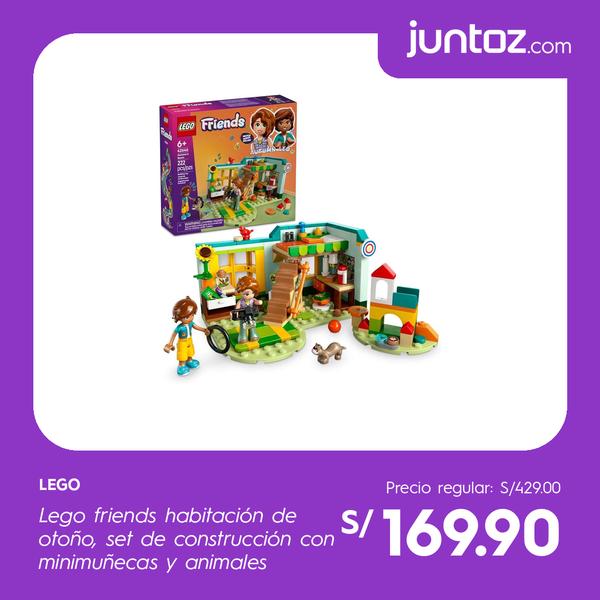 juntoz.com
LEGO
Friends
6+
222
LEGO
Precio regular: S/429.00
Lego friends habitación de
otoño, set de construcción con
minimuñecas y animales
S/ 169.90